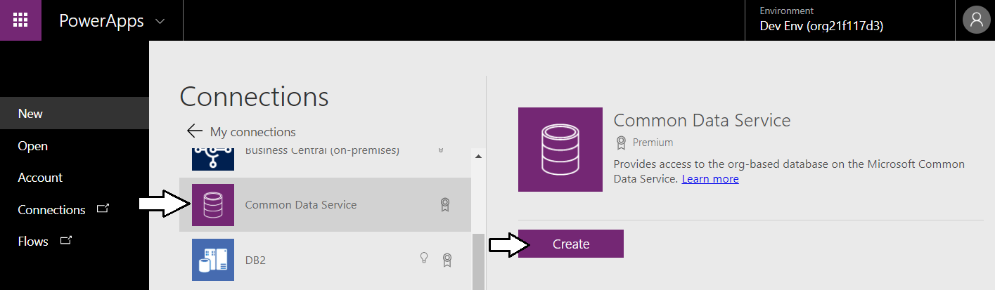 PowerApps
Environment
Dev Env (org21f117d3)
New
Open
Account
Connections
Flows
Connections
My connections
Business Central (on-premises)
Common Data Service
DB2
Common Data Service
Premium
Provides access to the org-based database on the Microsoft Common
Data Service. Learn more
Create